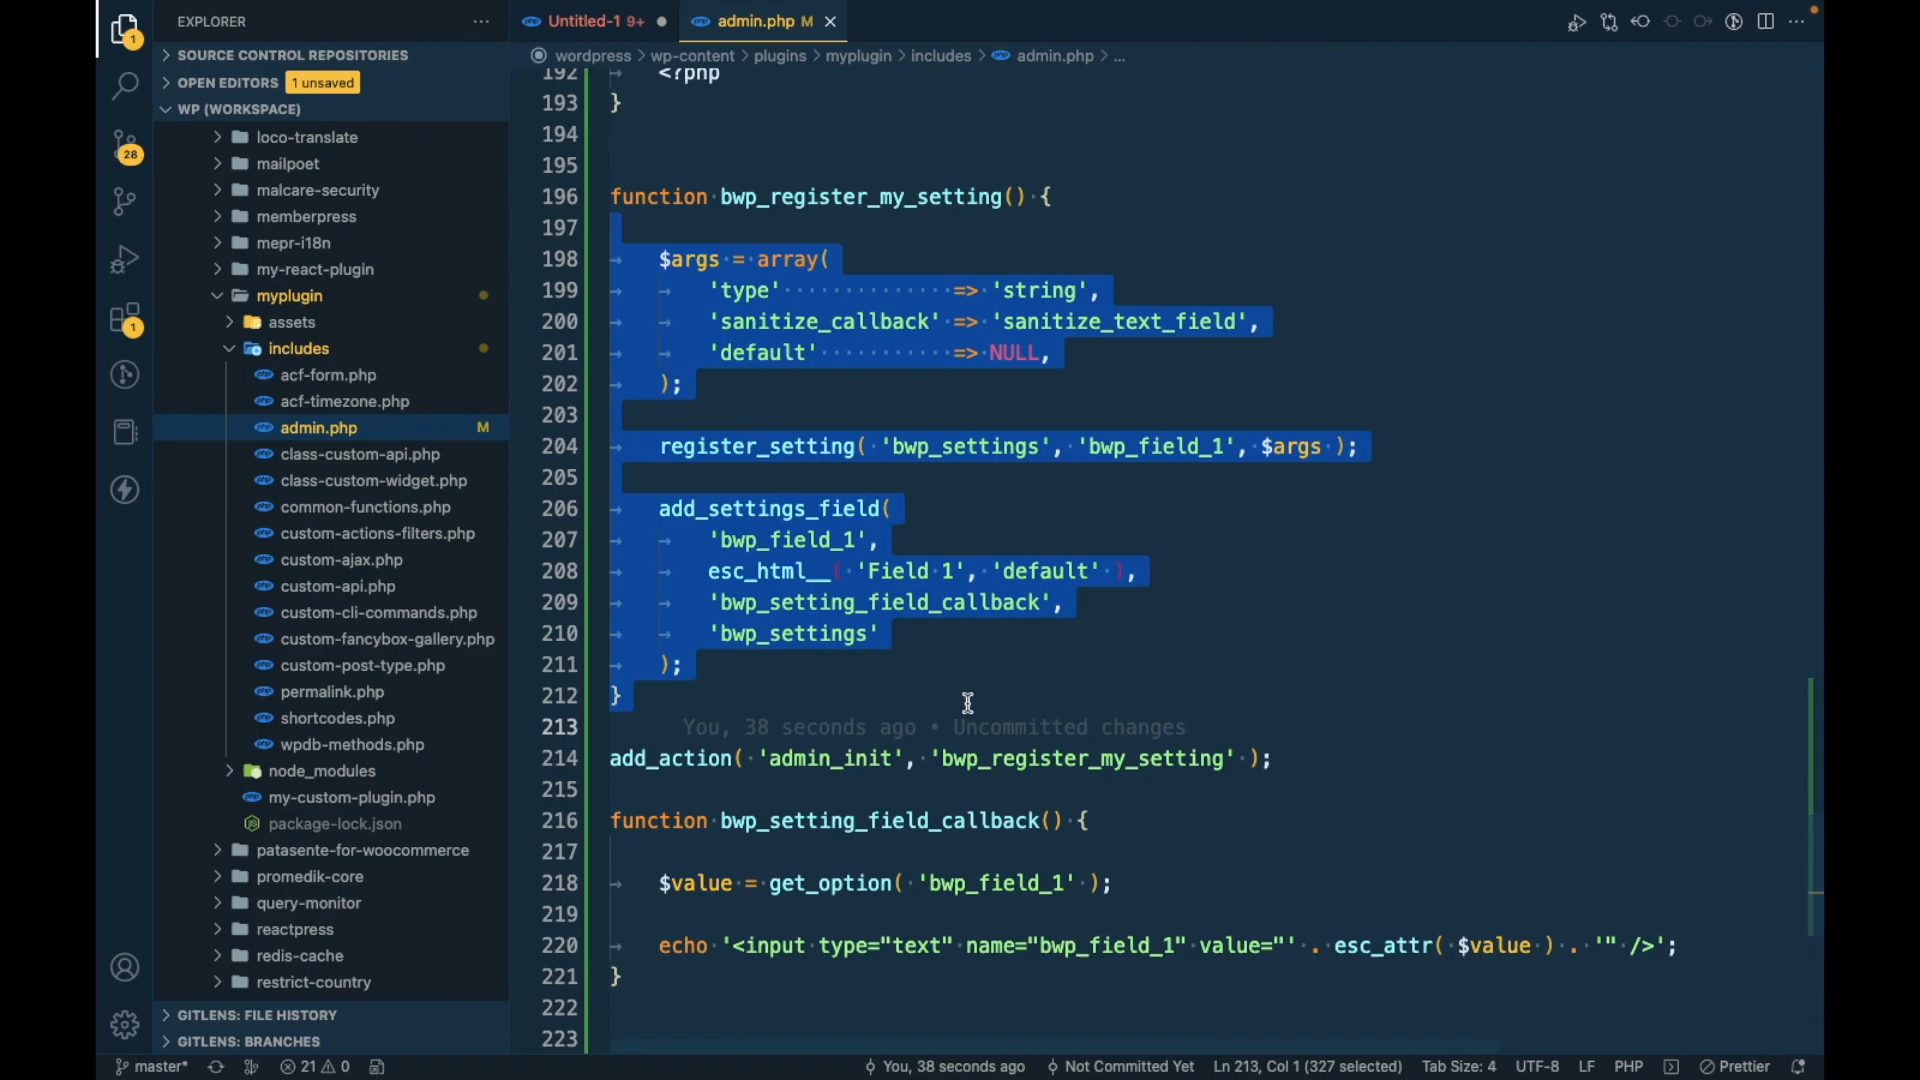 EXPLORER
SOURCE CONTROL REPOSITORIES
OPEN EDITORS 1 unsaved
WP (WORKSPACE)
loco-translate
mailpoet
malcare-security
memberpress
mepr-i18n
my-react-plugin
myplugin
assets
includes
acf-form.php
acf-timezone.php
admin.php M
class-custom-api.php
class-custom-widget.php
common-functions.php
custom-actions-filters.php
custom-ajax.php
custom-api.php
custom-cli-commands.php
custom-fancybox-gallery.php
custom-post-type.php
permalink.php
shortcodes.php
wpdb-methods.php
node_modules
my-custom-plugin.php
package-lock.json
patasente-for-woocommerce
promedik-core
query-monitor
reactpress
redis-cache
restrict-country
GITLENS: FILE HISTORY
GITLENS: BRANCHES
1
28
1
Untitled-1 9+
admin.php M
wordpress > wp-content > plugins > myplugin > includes > admin.php > ...
192 <?php
193 }
194
195
196 function bwp_register_my_setting() {
197
198 $args = array(
199 'type' => 'string',
200 'sanitize_callback' => 'sanitize_text_field',
201 'default' => NULL,
202 );
203
204 register_setting( 'bwp_settings', 'bwp_field_1', $args );
205
206 add_settings_field(
207 'bwp_field_1',
208 esc_html__( 'Field 1', 'default' ),
209 'bwp_setting_field_callback',
210 'bwp_settings'
211 );
212 }
213 You, 38 seconds ago • Uncommitted changes
214 add_action( 'admin_init', 'bwp_register_my_setting' );
215
216 function bwp_setting_field_callback() {
217
218 $value = get_option( 'bwp_field_1' );
219
220 echo '<input type="text" name="bwp_field_1" value="' . esc_attr( $value ) . '" />';
221 }
222
223
master* 21 0 You, 38 seconds ago Not Committed Yet Ln 213, Col 1 (327 selected) Tab Size: 4 UTF-8 LF PHP Prettier